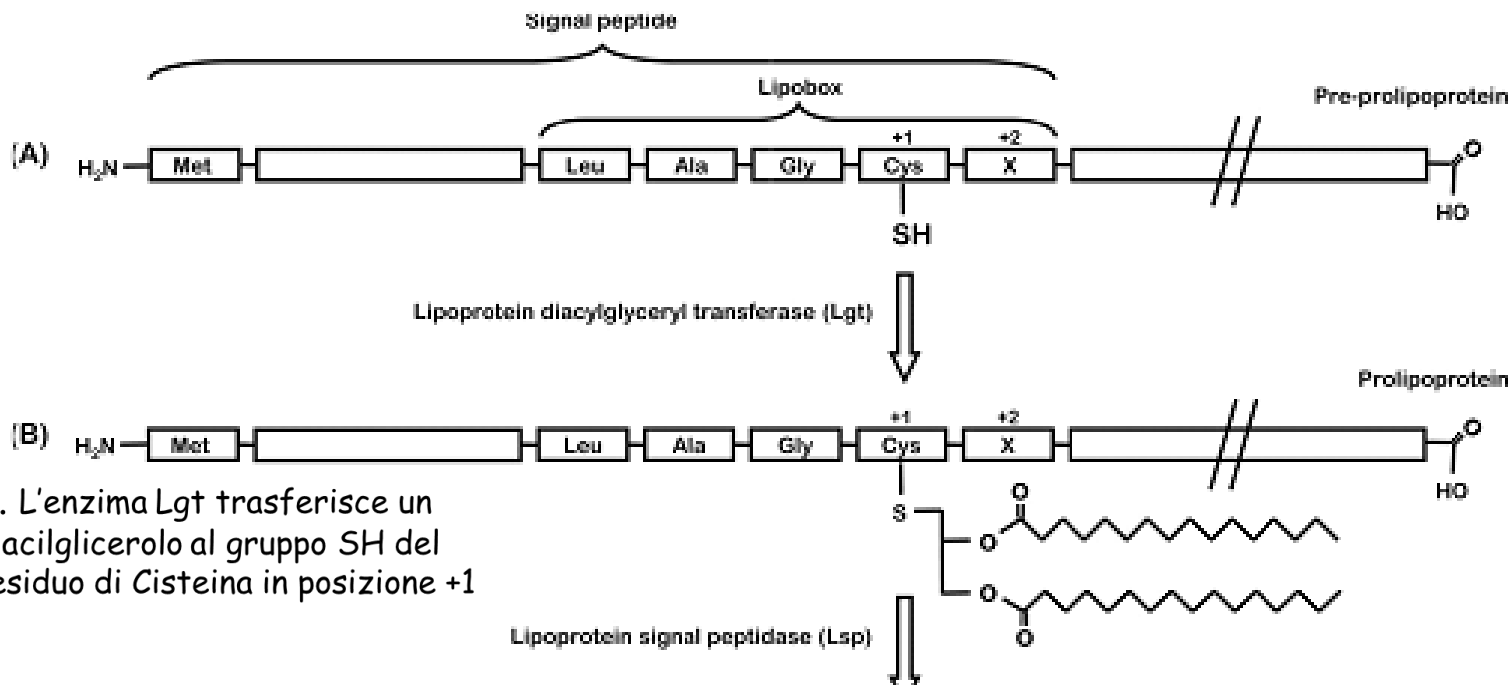 Signal peptide
Lipobox
Pre-prolipoprotein
+1 +2
(A) H₂N Met Leu Ala Gly Cys X O
HO
SH
Lipoprotein diacylglyceryl transferase (Lgt)
Prolipoprotein
+1 +2
(B) H₂N Met Leu Ala Gly Cys X O
HO
. L'enzima Lgt trasferisce un
acilglicerolo al gruppo SH del
esiduo di Cisteina in posizione +1
S O O
O O
Lipoprotein signal peptidase (Lsp)